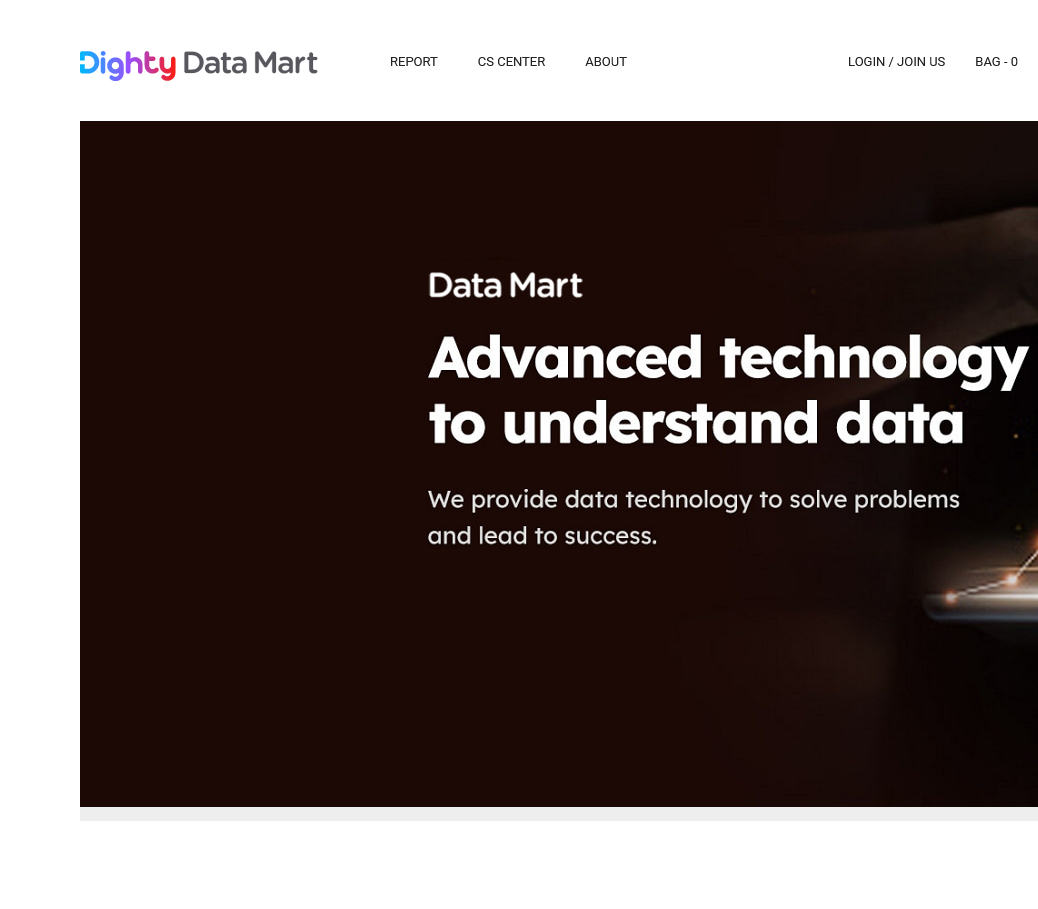 Dighty Data Mart
REPORT
CS CENTER
ABOUT
LOGIN / JOIN US
BAG - 0
Data Mart
Advanced technology
to understand data
We provide data technology to solve problems
and lead to success.